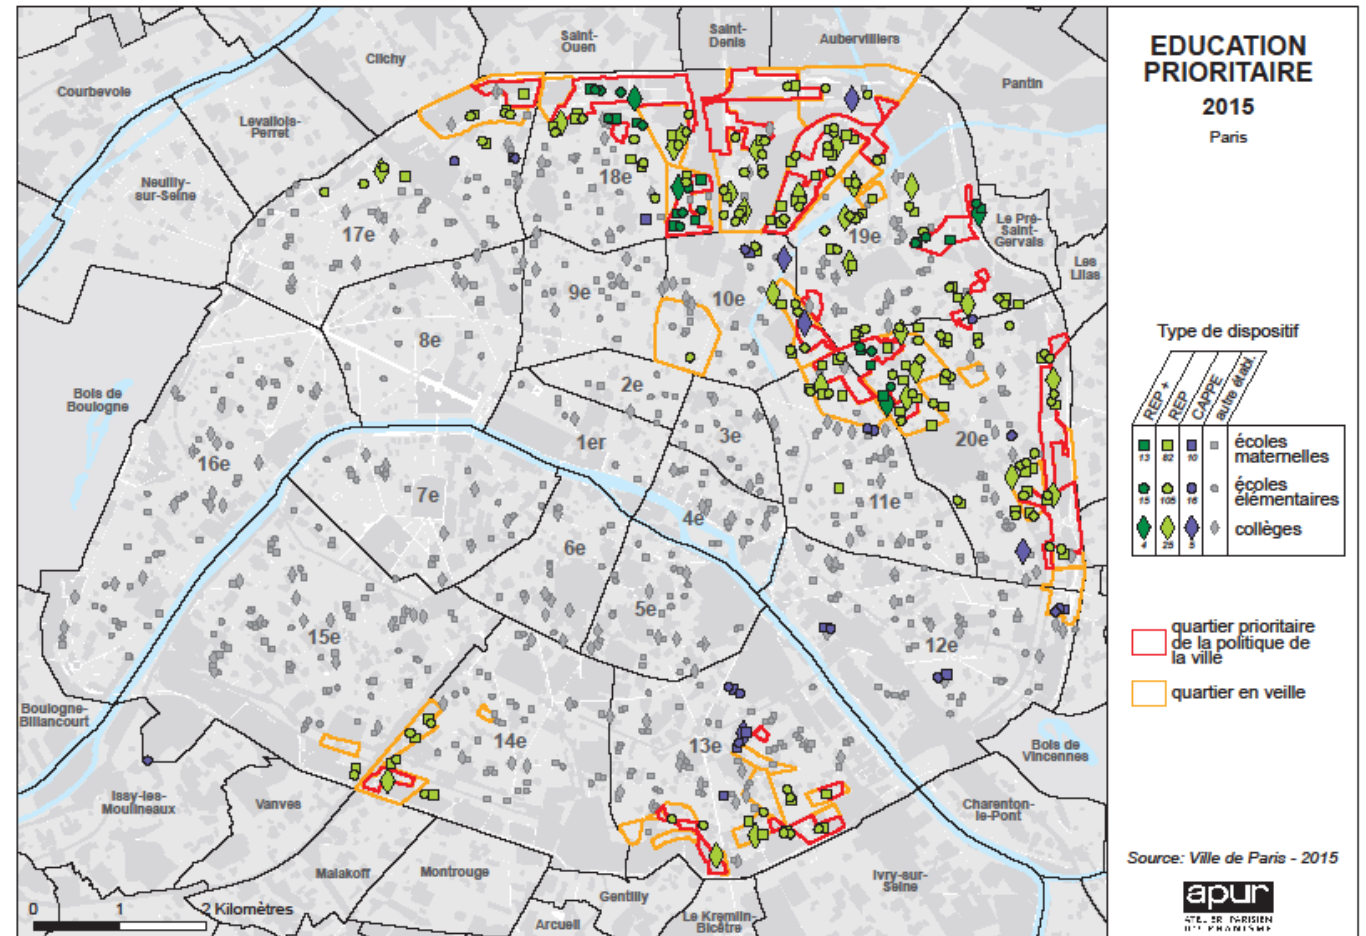 Saint-
Ouen
Saint-
Denis
Aubervilliers
Clichy
Pantin
Courbevoie
Levallois-
Perret
Neuilly-
sur-Seine
18e
17e
19e
Le Pré-
Saint-
Gervais
Les
Lilas
9e
10e
8e
2e
Bois de
Boulogne
1er
3e
20e
16e
7e
11e
4e
6e
5e
15e
12e
Boulogne-
Billancourt
14e
13e
Bois de
Vincennes
Issy-les-
Moulineaux
Vanves
Charenton-
le-Pont
Malakoff
Montrouge
Ivry-sur-
Seine
Gentilly
Arcueil
Le Kremlin-
Bicêtre
0 1 2 Kilomètres
EDUCATION
PRIORITAIRE
2015
Paris
Type de dispositif
REP +
REP
CAPPE
autre établ.
écoles
maternelles
13 82 10
écoles
élémentaires
15 105 16
collèges
4 25 5
quartier prioritaire
de la politique de
la ville
quartier en veille
Source: Ville de Paris - 2015
apur
ATELIER PARISIEN
D'URBANISME